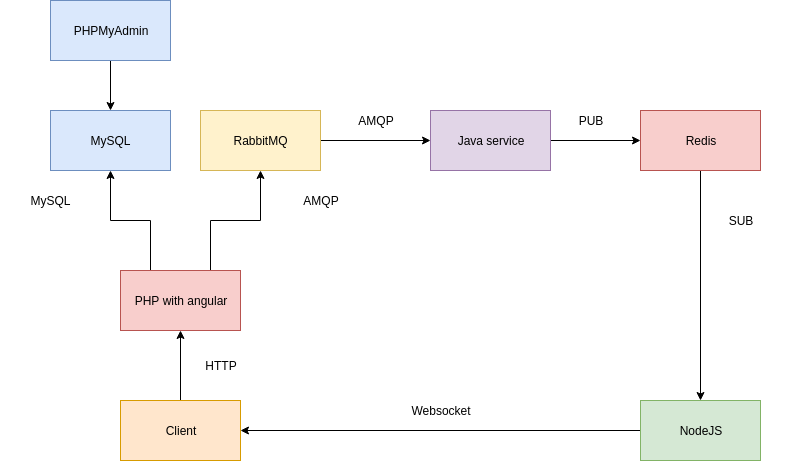 PHPMyAdmin
MySQL
RabbitMQ
AMQP
Java service
PUB
Redis
MySQL
AMQP
SUB
PHP with angular
HTTP
Client
Websocket
NodeJS